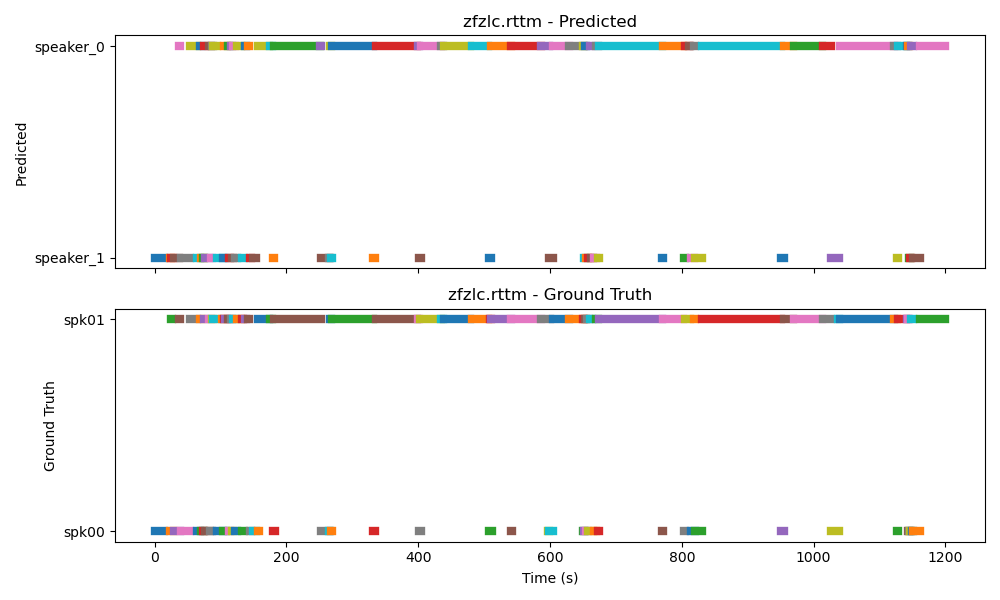 zfzlc.rttm - Predicted
speaker_0
Predicted
speaker_1
zfzlc.rttm - Ground Truth
spk01
Ground Truth
spk00
0 200 400 600 800 1000 1200
Time (s)